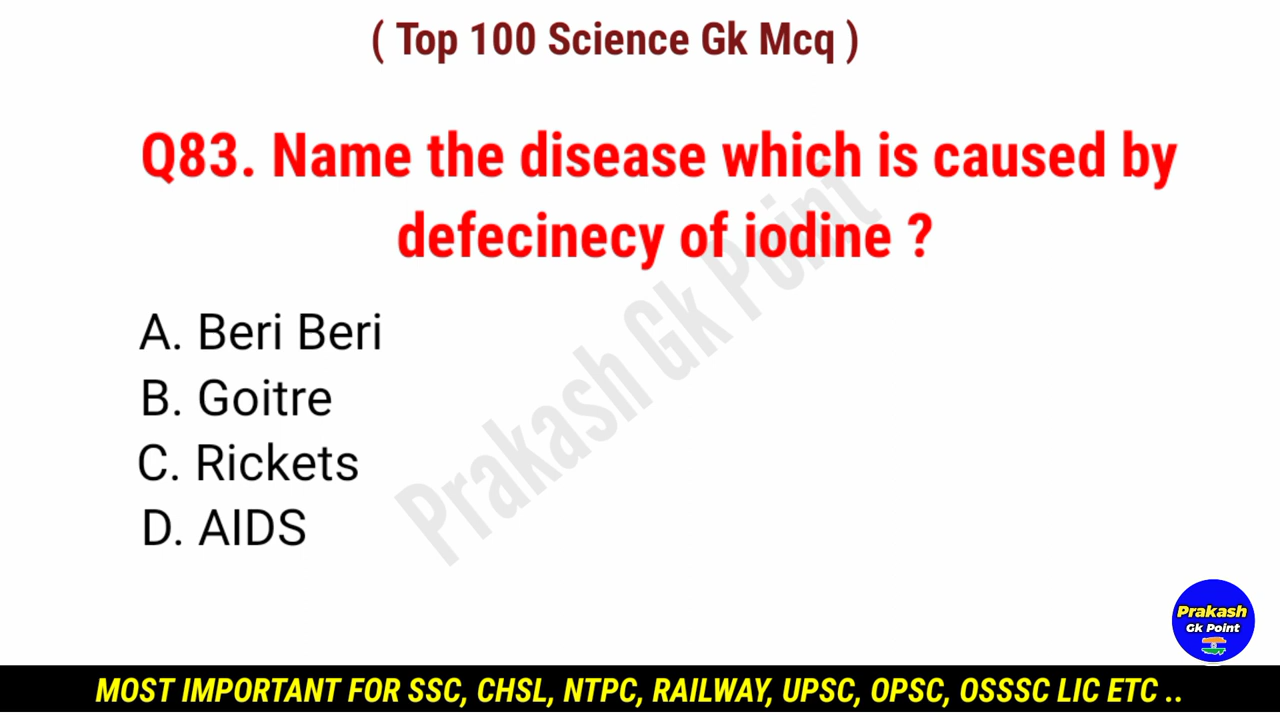 ( Top 100 Science Gk Mcq )
Q83. Name the disease which is caused by
defecinecy of iodine ?
A. Beri Beri
B. Goitre
C. Rickets
D. AIDS
Prakash Gk Point
Prakash
Gk Point
MOST IMPORTANT FOR SSC, CHSL, NTPC, RAILWAY, UPSC, OPSC, OSSSC LIC ETC ..